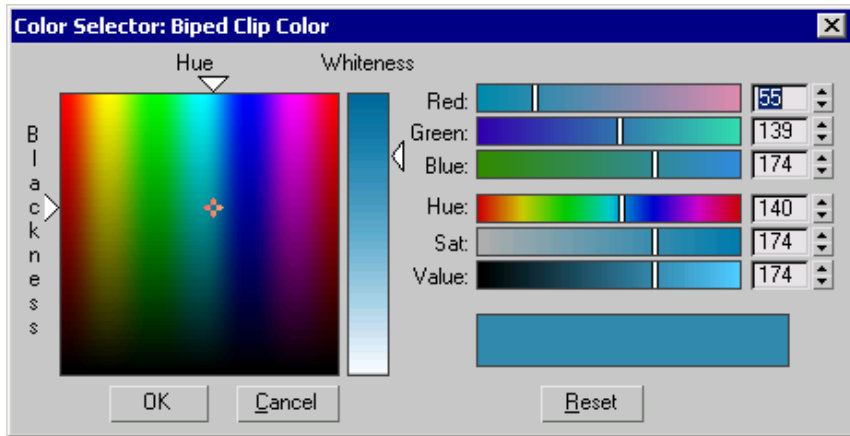 Color Selector: Biped Clip Color
Hue Whiteness
Blackness
Red: 55
Green: 139
Blue: 174
Hue: 140
Sat: 174
Value: 174
OK Cancel Reset